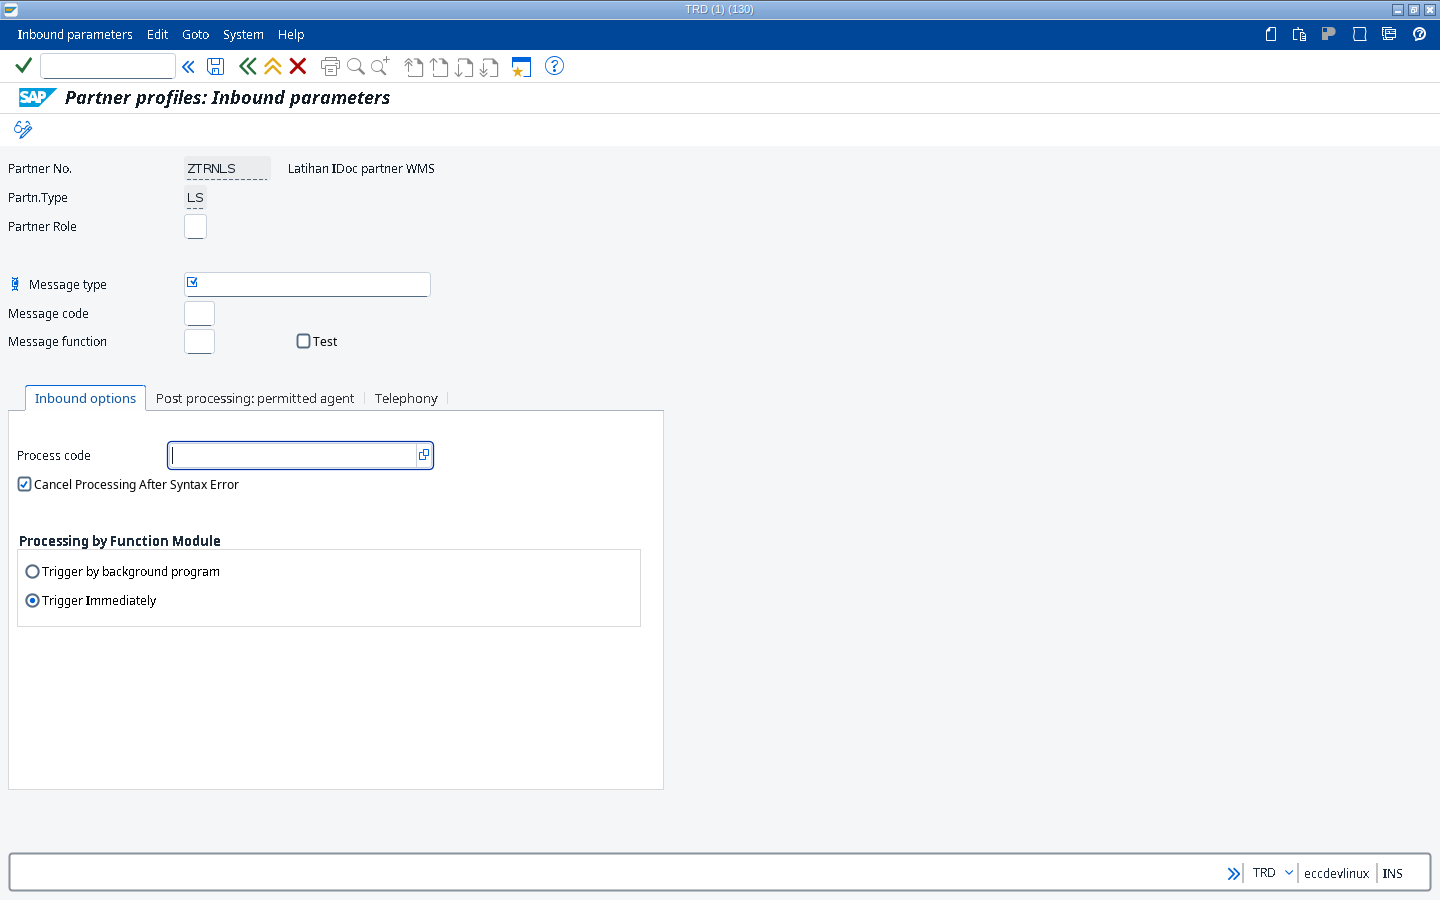 TRD (1) (130)
Inbound parameters Edit Goto System Help
SAP Partner profiles: Inbound parameters
Partner No. ZTRNLS Latihan IDoc partner WMS
Partn.Type LS
Partner Role
Message type
Message code
Message function Test
Inbound options Post processing: permitted agent Telephony
Process code
Cancel Processing After Syntax Error
Processing by Function Module
Trigger by background program
Trigger Immediately
TRD eccdevlinux INS